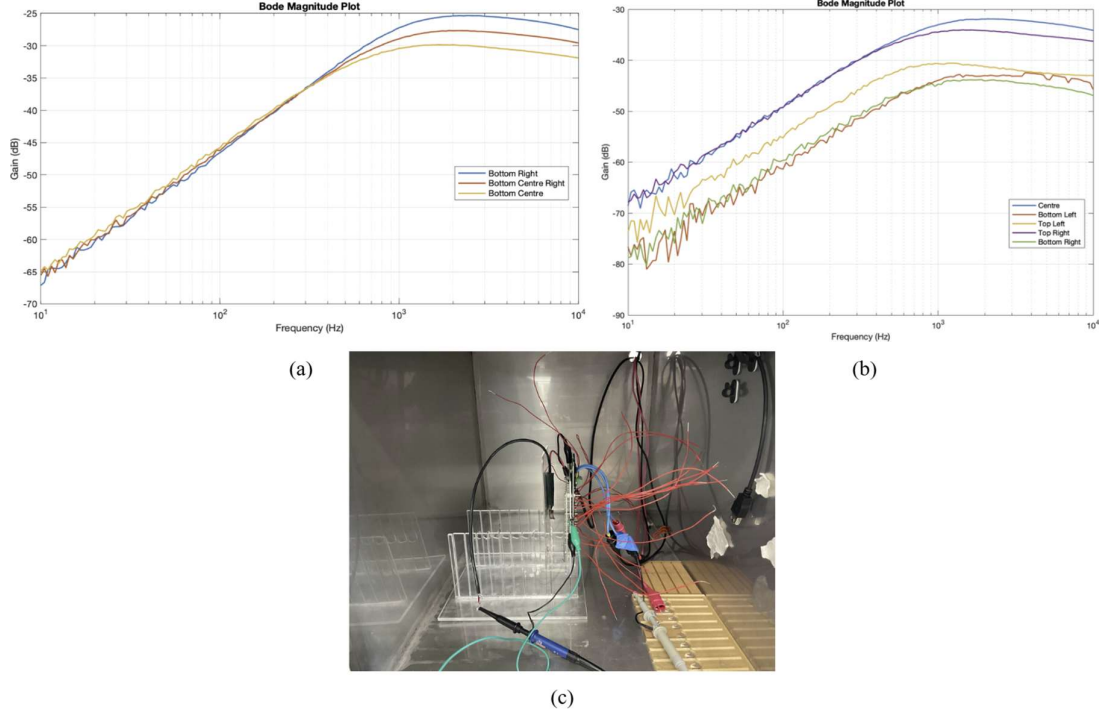 Bode Magnitude Plot
-25
-30
-35
-40
-45
-50
-55
-60
-65
-70
Gain (dB)
Bottom Right
Bottom Centre Right
Bottom Centre
10^1
10^2
10^3
10^4
Frequency (Hz)
(a)
Bode Magnitude Plot
-30
-40
-50
-60
-70
-80
-90
Gain (dB)
Centre
Bottom Left
Top Left
Top Right
Bottom Right
10^1
10^2
10^3
10^4
Frequency (Hz)
(b)
(c)